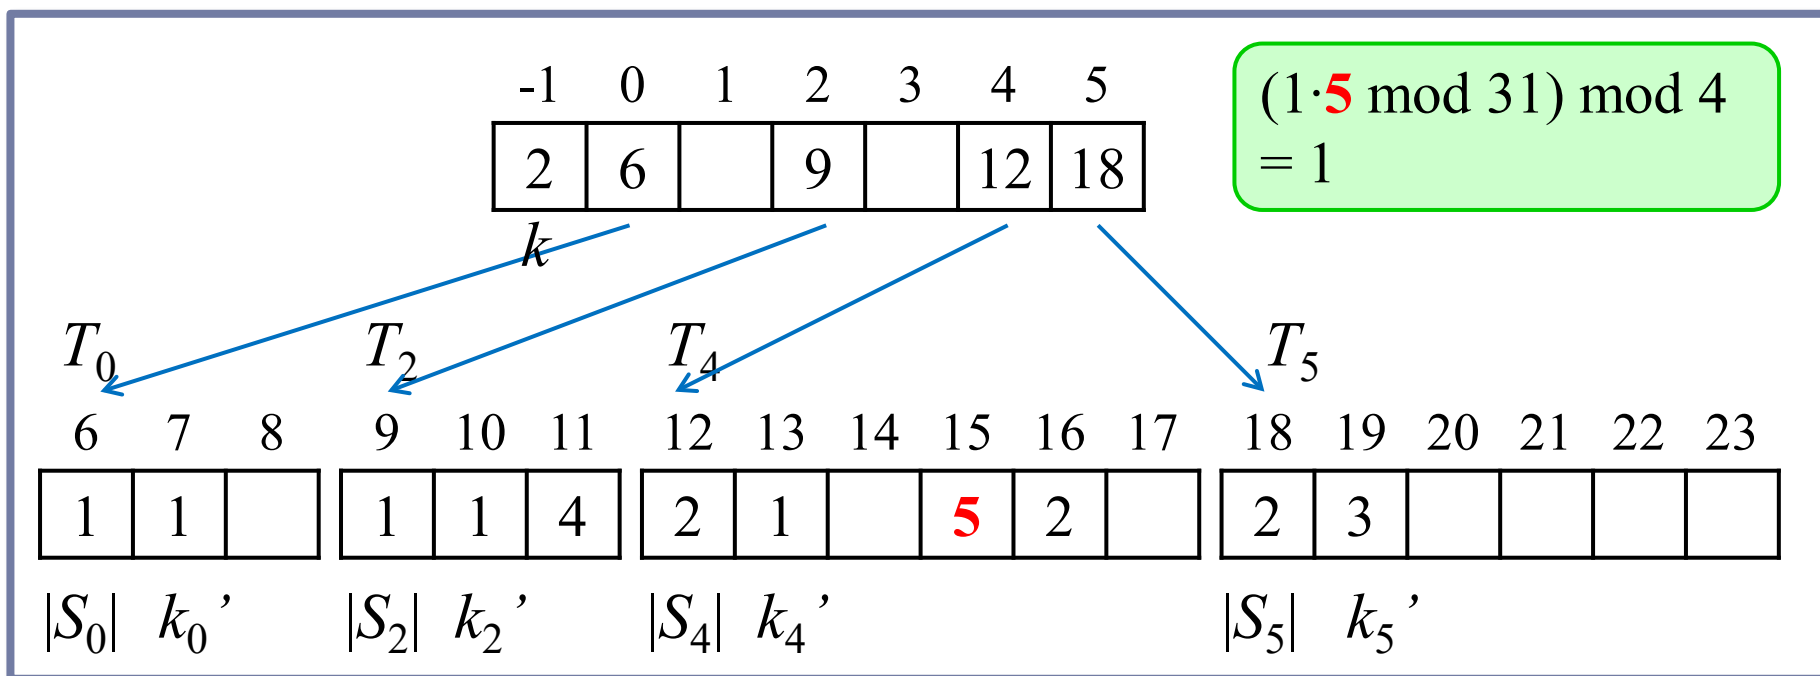 -1 0 1 2 3 4 5
(1·5 mod 31) mod 4
= 1
2 6 9 12 18
k
T0 T2 T4 T5
6 7 8 9 10 11 12 13 14 15 16 17 18 19 20 21 22 23
1 1 1 1 4 2 1 5 2 2 3
|S0| k0’ |S2| k2’ |S4| k4’ |S5| k5’